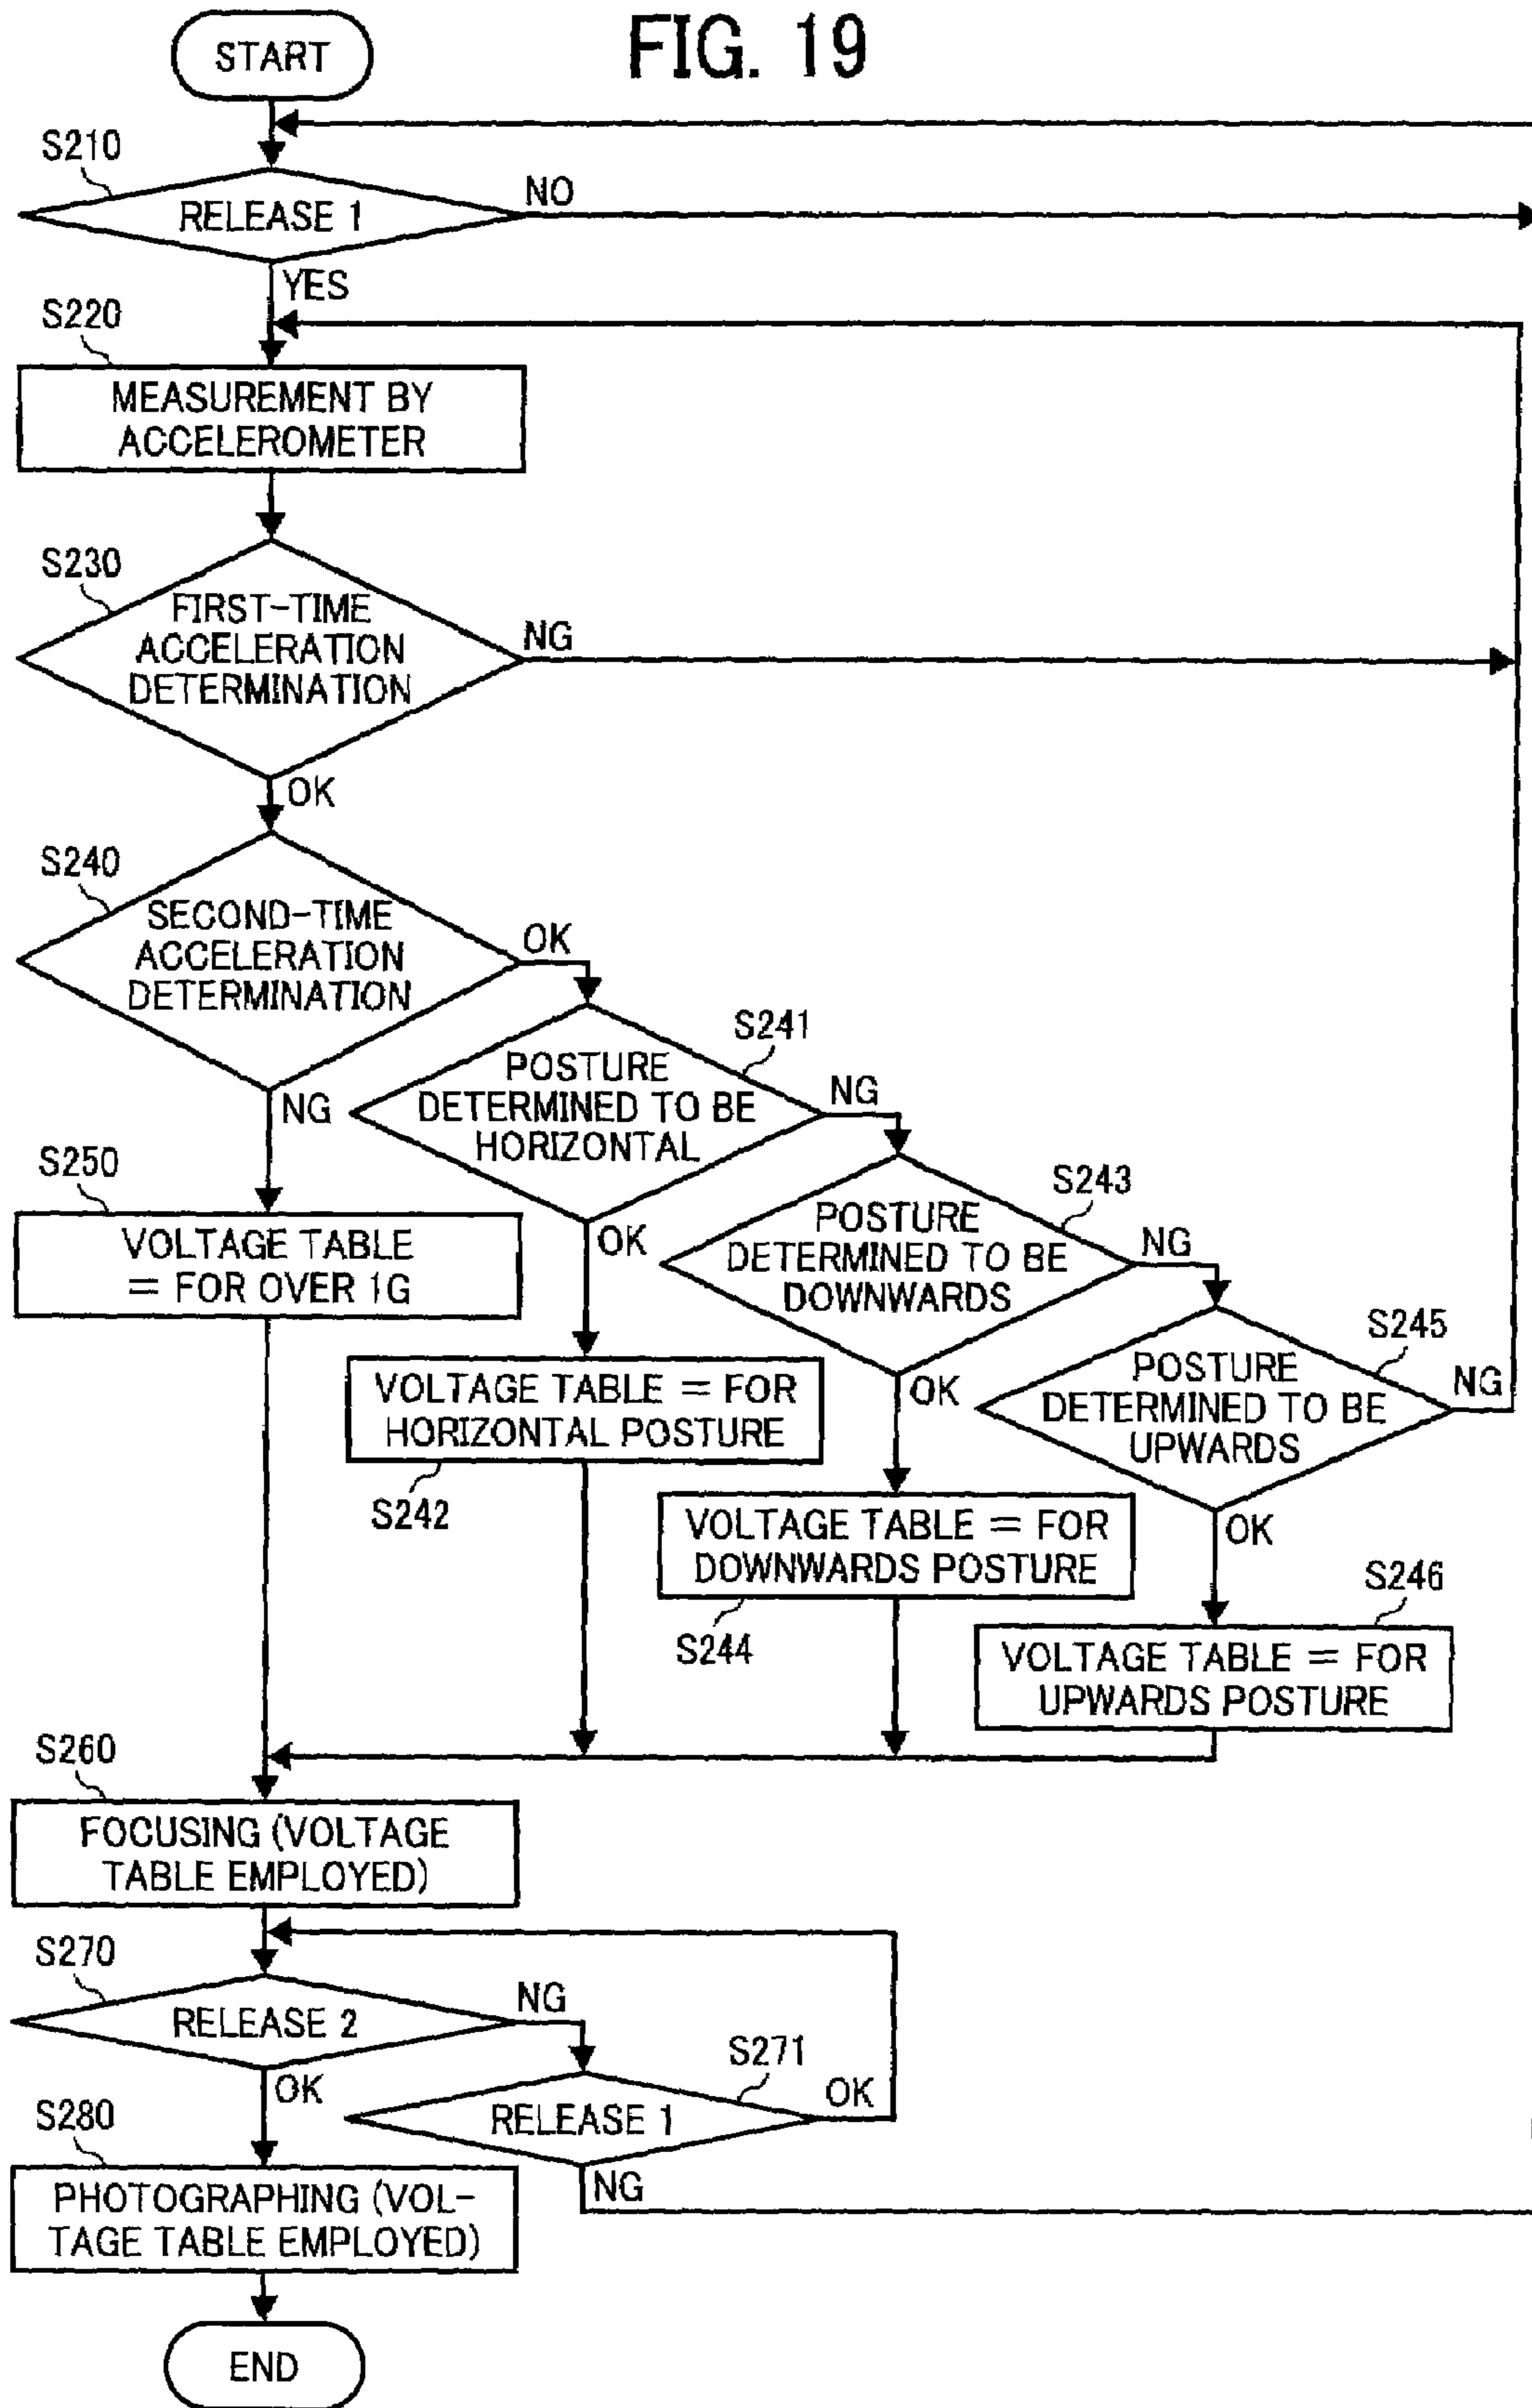 FIG. 19
START
S210
RELEASE 1
NO
YES
S220
MEASUREMENT BY
ACCELEROMETER
S230
FIRST-TIME
ACCELERATION
DETERMINATION
NG
OK
S240
SECOND-TIME
ACCELERATION
DETERMINATION
OK
NG
S241
POSTURE
DETERMINED TO BE
HORIZONTAL
NG
OK
S243
POSTURE
DETERMINED TO BE
DOWNWARDS
NG
OK
S245
POSTURE
DETERMINED TO BE
UPWARDS
NG
OK
S250
VOLTAGE TABLE
= FOR OVER 1G
VOLTAGE TABLE = FOR
HORIZONTAL POSTURE
S242
VOLTAGE TABLE = FOR
DOWNWARDS POSTURE
S244
S246
VOLTAGE TABLE = FOR
UPWARDS POSTURE
S260
FOCUSING (VOLTAGE
TABLE EMPLOYED)
S270
RELEASE 2
NG
OK
S271
RELEASE 1
OK
NG
S280
PHOTOGRAPHING (VOL-
TAGE TABLE EMPLOYED)
END